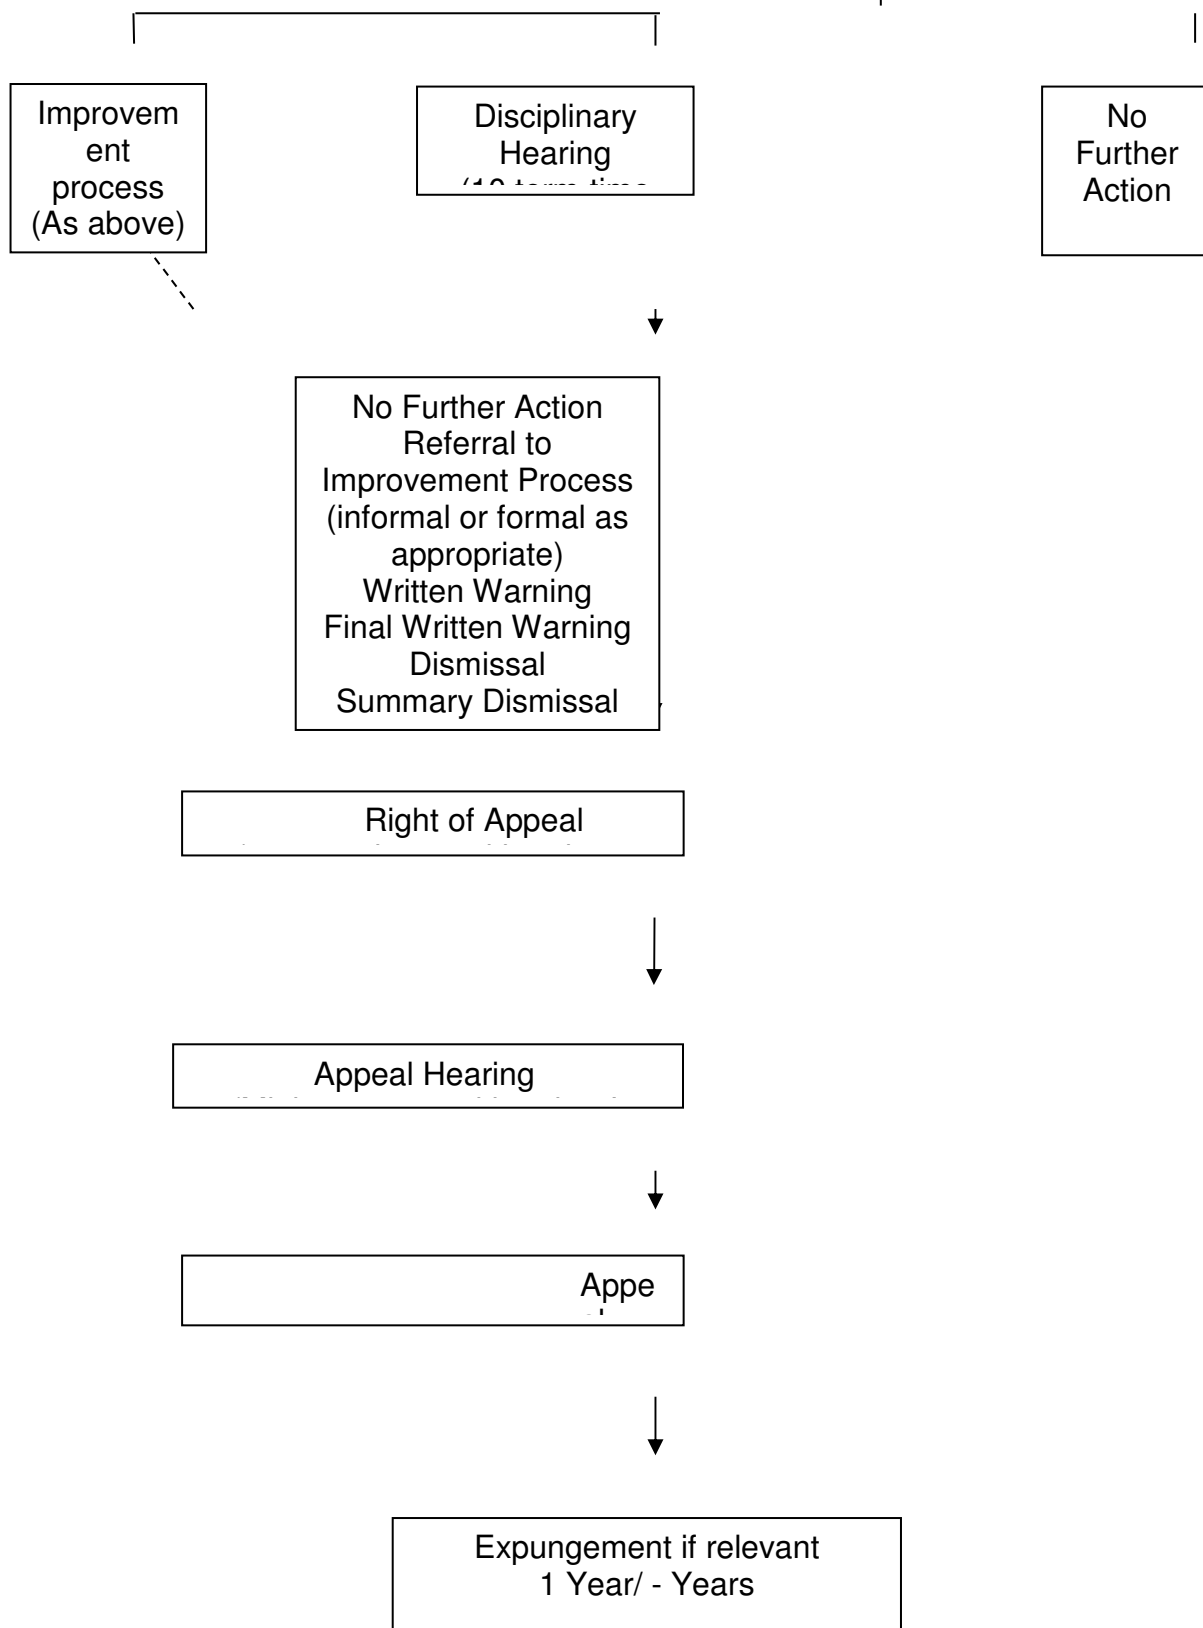 Improvem
ent
process
(As above)
Disciplinary
Hearing
No
Further
Action
No Further Action
Referral to
Improvement Process
(informal or formal as
appropriate)
Written Warning
Final Written Warning
Dismissal
Summary Dismissal
Right of Appeal
Appeal Hearing
Appe
Expungement if relevant
1 Year/ - Years